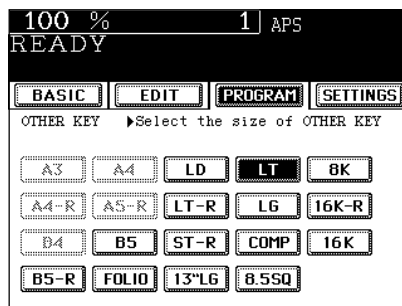 100 % 1 APS
READY
BASIC EDIT PROGRAM SETTINGS
OTHER KEY ▶Select the size of OTHER KEY
A3 A4 LD LT 8K
A4-R A5-R LT-R LG 16K-R
B4 B5 ST-R COMP 16K
B5-R FOLIO 13"LG 8.5SQ